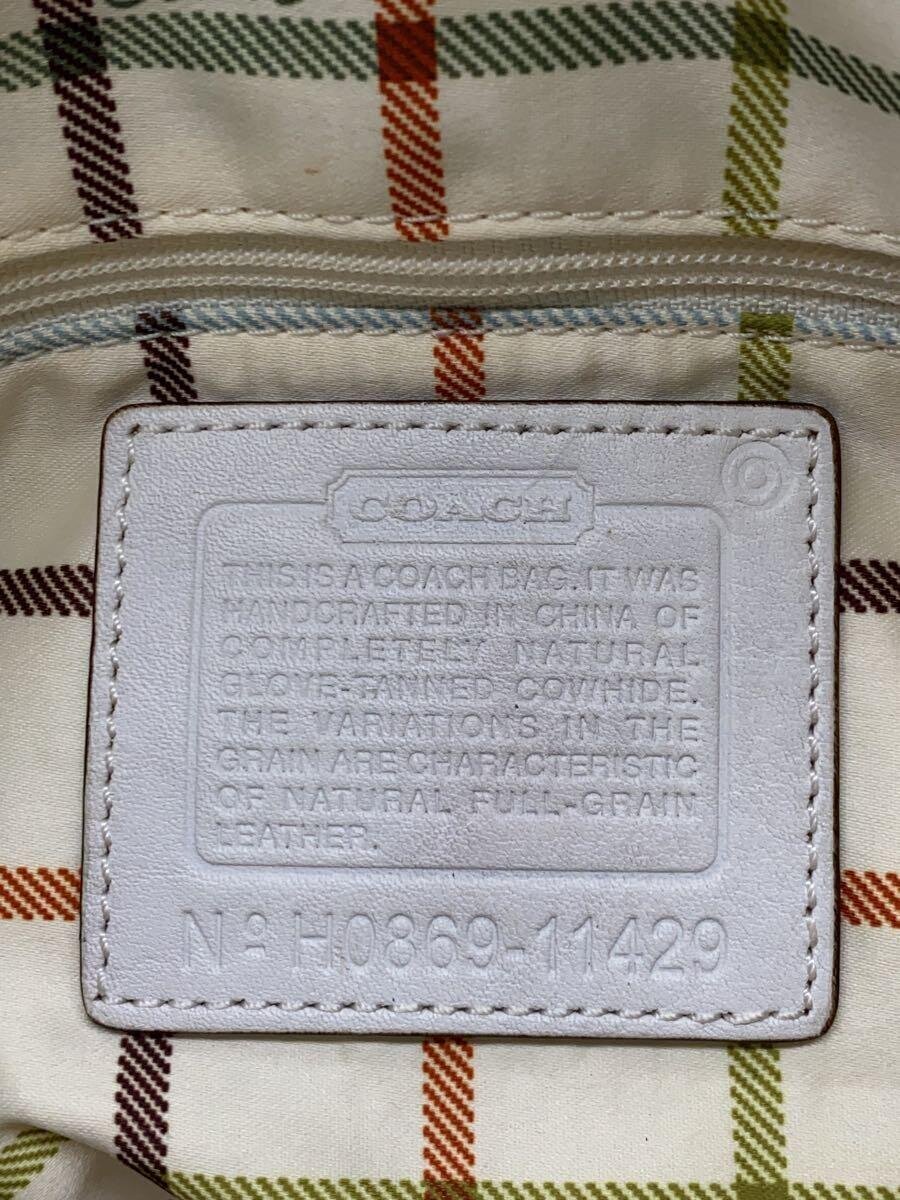 COACH
THIS IS A COACH BAG. IT WAS
HANDCRAFTED IN CHINA OF
COMPLETELY NATURAL
GLOVE-TANNED COWHIDE.
THE VARIATIONS IN THE
GRAIN ARE CHARACTERISTIC
OF NATURAL FULL-GRAIN
LEATHER.
Nº H0869-11429